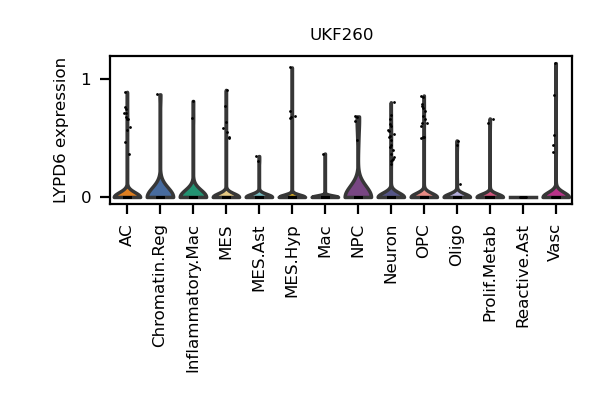 UKF260
LYPD6 expression
1
0
AC
Chromatin.Reg
Inflammatory.Mac
MES
MES.Ast
MES.Hyp
Mac
NPC
Neuron
OPC
Oligo
Prolif.Metab
Reactive.Ast
Vasc